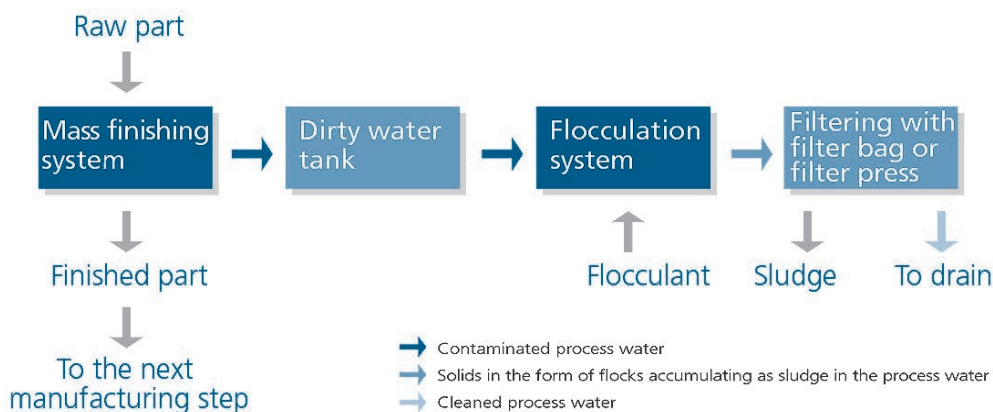 Raw part
Mass finishing
system
Dirty water
tank
Flocculation
system
Filtering with
filter bag or
filter press
Finished part
Flocculant
Sludge
To drain
To the next
manufacturing step
Contaminated process water
Solids in the form of flocks accumulating as sludge in the process water
Cleaned process water